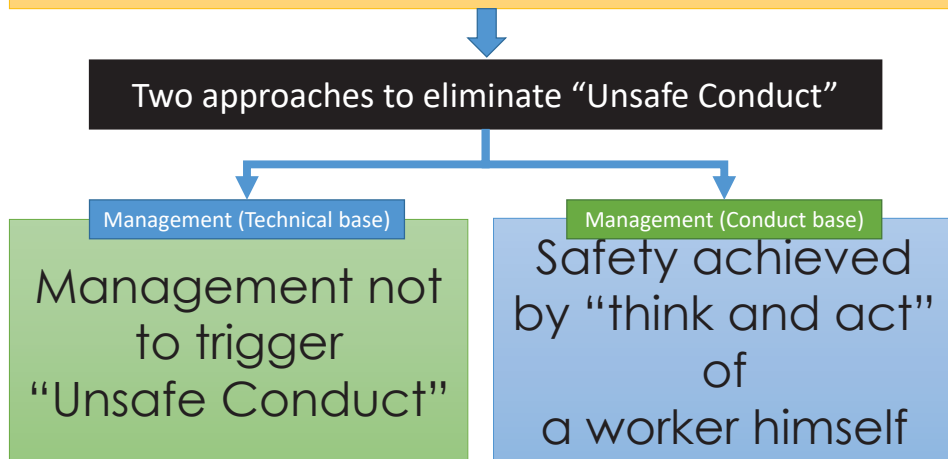 Two approaches to eliminate “Unsafe Conduct”
Management (Technical base)
Management not
to trigger
“Unsafe Conduct”
Management (Conduct base)
Safety achieved
by “think and act”
of
a worker himself